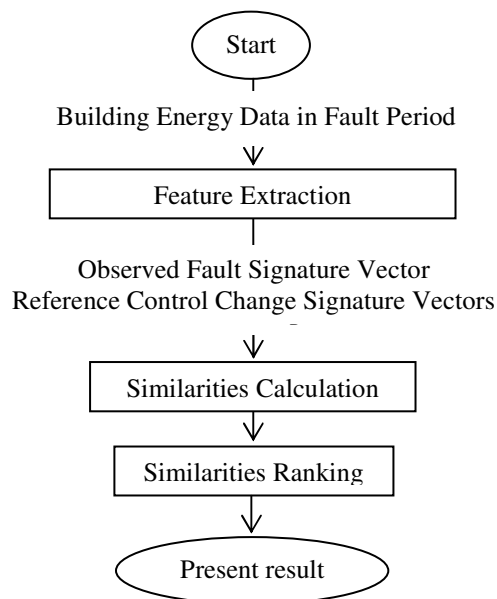 Start
Building Energy Data in Fault Period
Feature Extraction
Observed Fault Signature Vector
Reference Control Change Signature Vectors
Similarities Calculation
Similarities Ranking
Present result